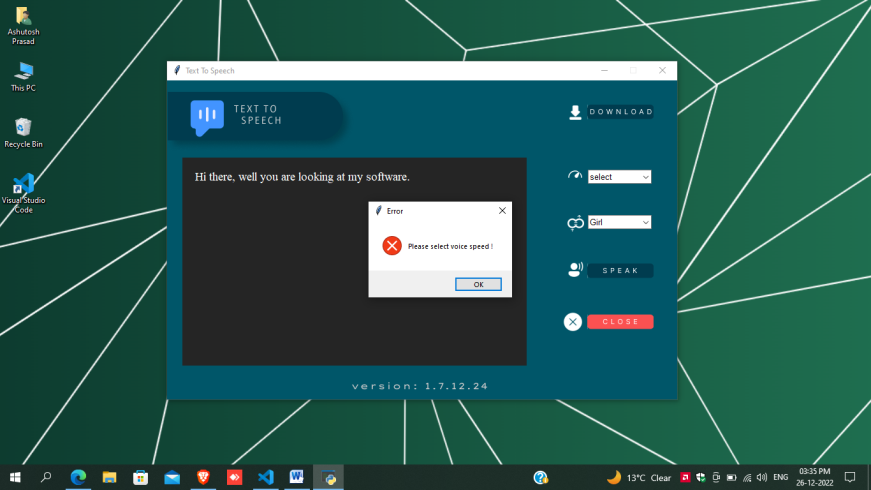 Ashutosh
Prasad
This PC
Recycle Bin
Visual Studio
Code
Text To Speech
TEXT TO
SPEECH
DOWNLOAD
Hi there, well you are looking at my software.
select
Girl
Error
Please select voice speed !
OK
SPEAK
CLOSE
version: 1.7.12.24
13°C Clear
ENG
03:35 PM
26-12-2022